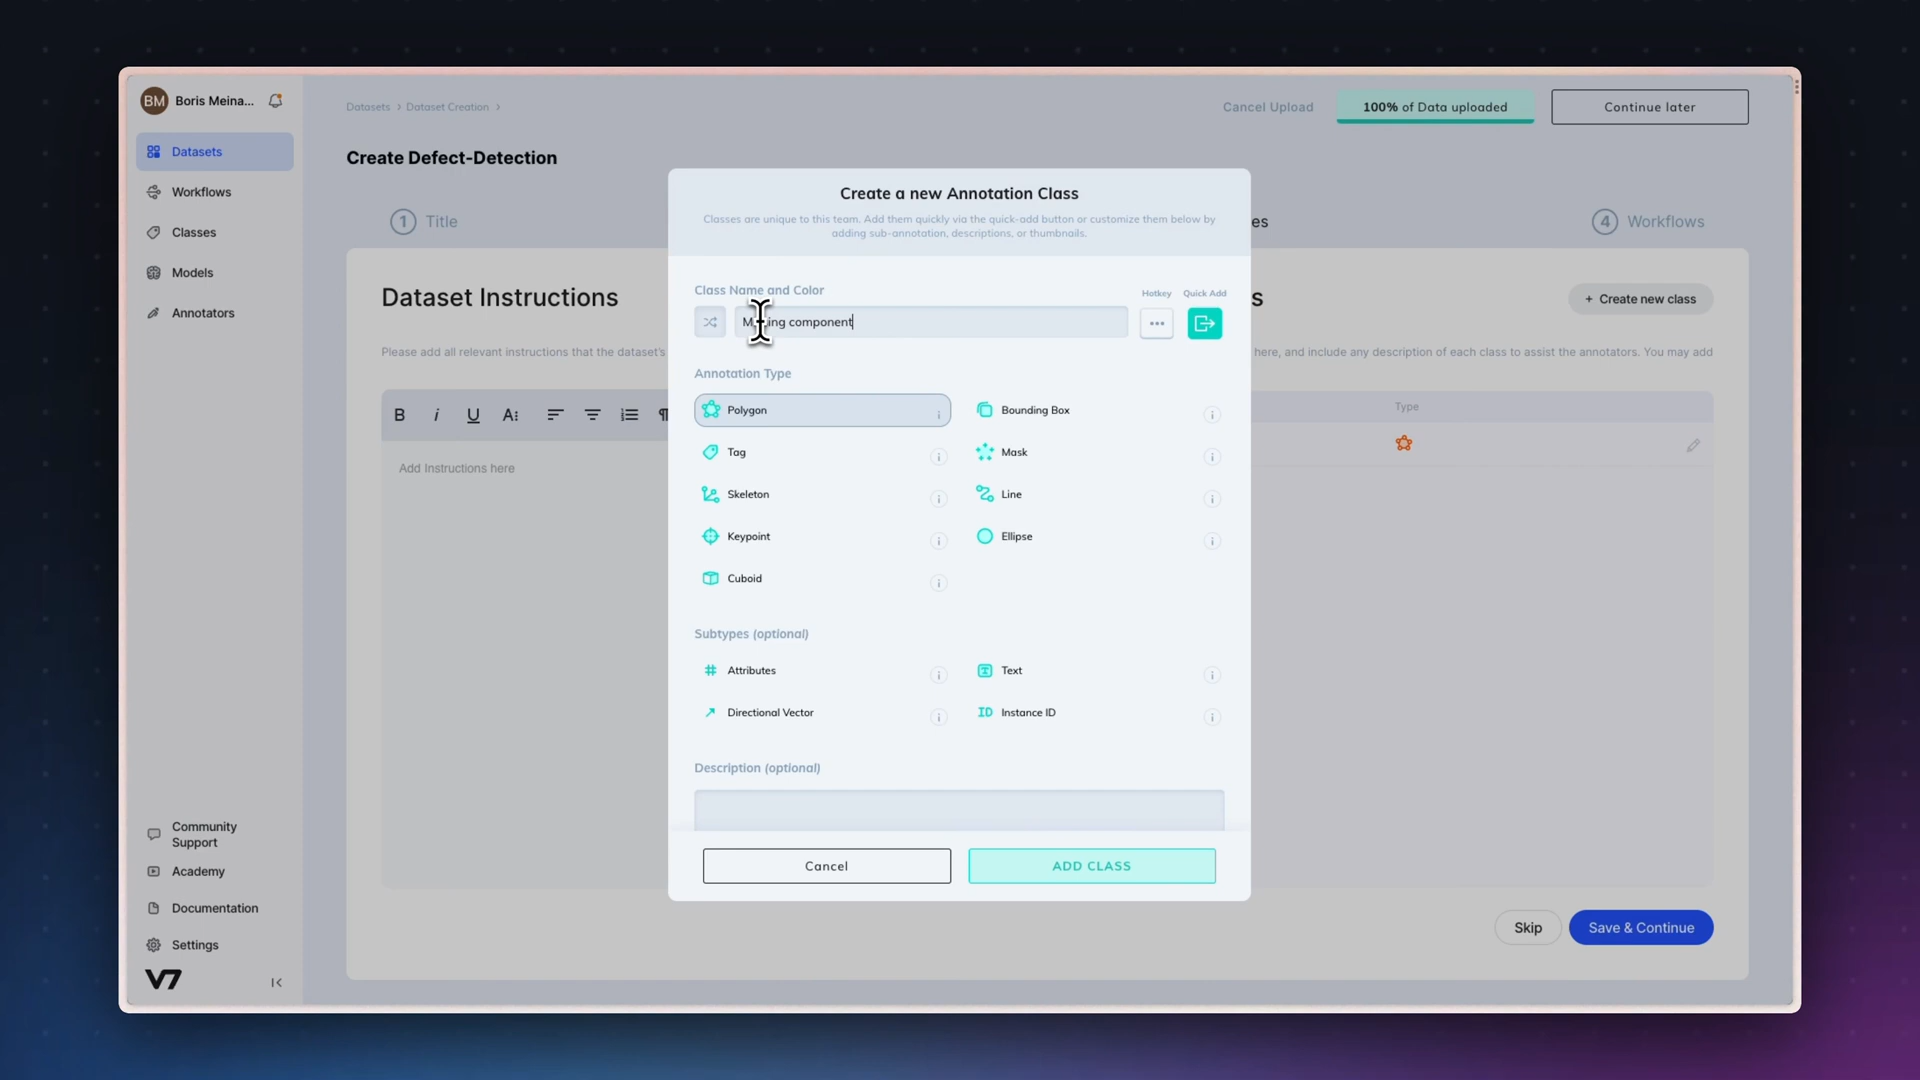 BM Boris Meina...
Datasets
Workflows
Classes
Models
Annotators
Community
Support
Academy
Documentation
Settings
V7
Datasets > Dataset Creation >
Cancel Upload
100% of Data uploaded
Continue later
Create Defect-Detection
1 Title
es
4 Workflows
Dataset Instructions
s
+ Create new class
Please add all relevant instructions that the dataset's
here, and include any description of each class to assist the annotators. You may add
B i U A
Add Instructions here
Type
Skip
Save & Continue
Create a new Annotation Class
Classes are unique to this team. Add them quickly via the quick-add button or customize them below by
adding sub-annotation, descriptions, or thumbnails.
Class Name and Color
Hotkey
Quick Add
component
Annotation Type
Polygon
Bounding Box
Tag
Mask
Skeleton
Line
Keypoint
Ellipse
Cuboid
Subtypes (optional)
Attributes
Text
Directional Vector
ID Instance ID
Description (optional)
Cancel
ADD CLASS